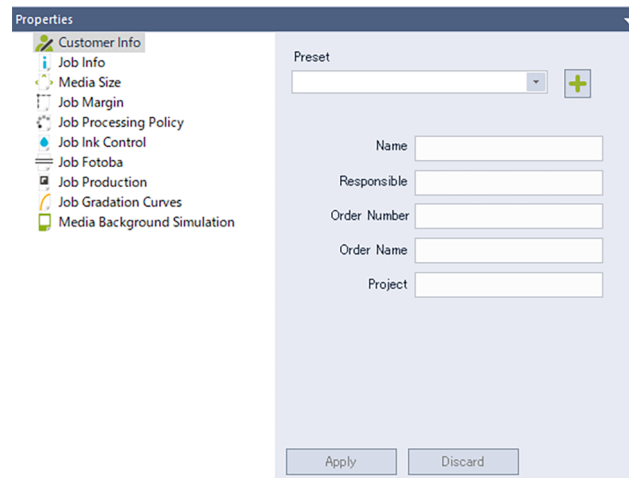 Properties
Customer Info
Job Info
Media Size
Job Margin
Job Processing Policy
Job Ink Control
Job Fotoba
Job Production
Job Gradation Curves
Media Background Simulation
Preset
Name
Responsible
Order Number
Order Name
Project
Apply
Discard